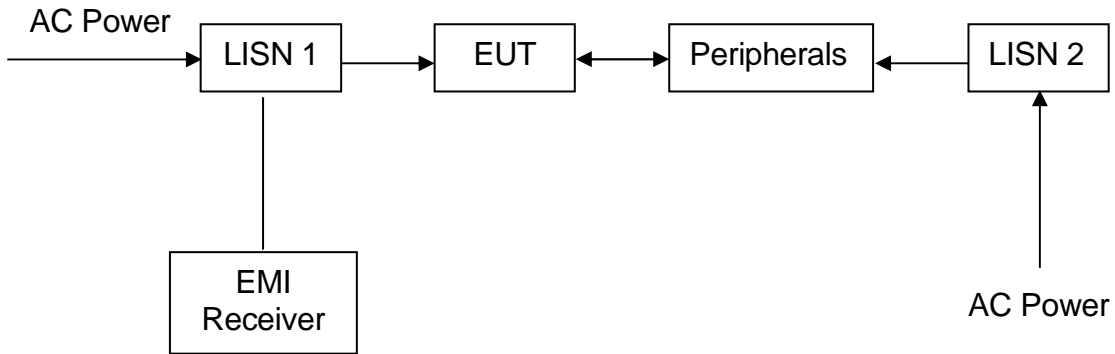 AC Power
LISN 1
EUT
Peripherals
LISN 2
EMI
Receiver
AC Power